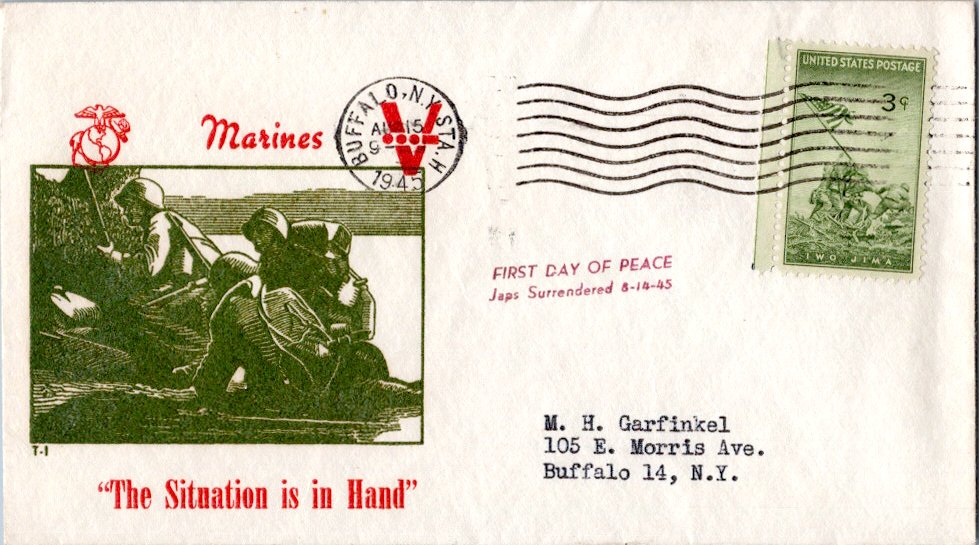 Marines
BUFFALO, N.Y. STA. H
AUG 15
9
1945
V
UNITED STATES POSTAGE
3¢
IWO JIMA
FIRST DAY OF PEACE
Japs Surrendered 8-14-45
M. H. Garfinkel
105 E. Morris Ave.
Buffalo 14, N.Y.
T-1
"The Situation is in Hand"